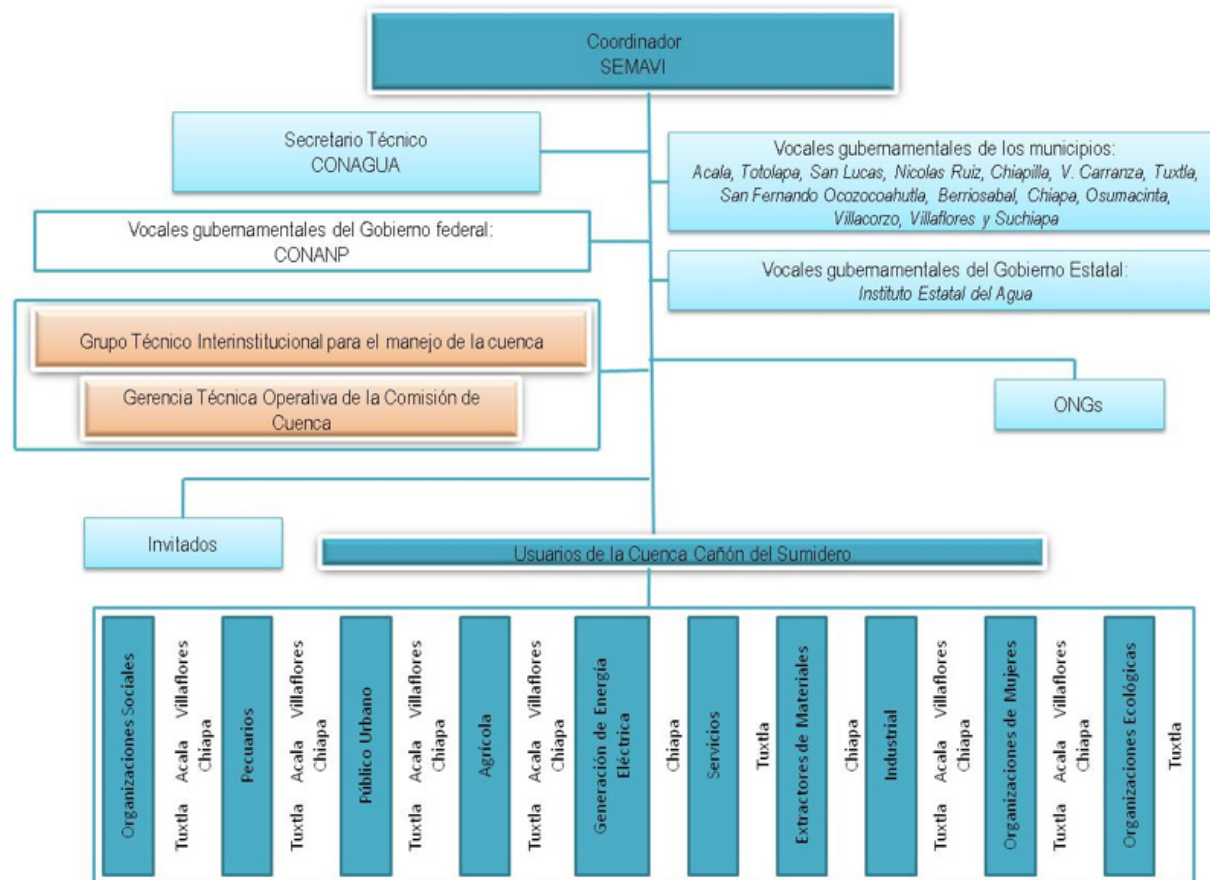 Coordinador
SEMAVI
Secretario Técnico
CONAGUA
Vocales gubernamentales de los municipios:
Acala, Totolapa, San Lucas, Nicolas Ruiz, Chiapilla, V. Carranza, Tuxtla,
San Fernando Ocozocoahutla, Berriosabal, Chiapa, Osumacinta,
Villacorzo, Villaflores y Suchiapa
Vocales gubernamentales del Gobierno federal:
CONANP
Vocales gubernamentales del Gobierno Estatal:
Instituto Estatal del Agua
Grupo Técnico Interinstitucional para el manejo de la cuenca
Gerencia Técnica Operativa de la Comisión de
Cuenca
ONGs
Invitados
Usuarios de la Cuenca Cañón del Sumidero
Organizaciones Sociales
Tuxtla Acala Villaflores
Chiapa
Pecuarios
Tuxtla Acala Villaflores
Chiapa
Público Urbano
Tuxtla Acala Villaflores
Chiapa
Agrícola
Tuxtla Acala Villaflores
Chiapa
Generación de Energía
Eléctrica
Chiapa
Servicios
Tuxtla
Extractores de Materiales
Chiapa
Industrial
Tuxtla Acala Villaflores
Chiapa
Organizaciones de Mujeres
Tuxtla Acala Villaflores
Chiapa
Organizaciones Ecológicas
Tuxtla